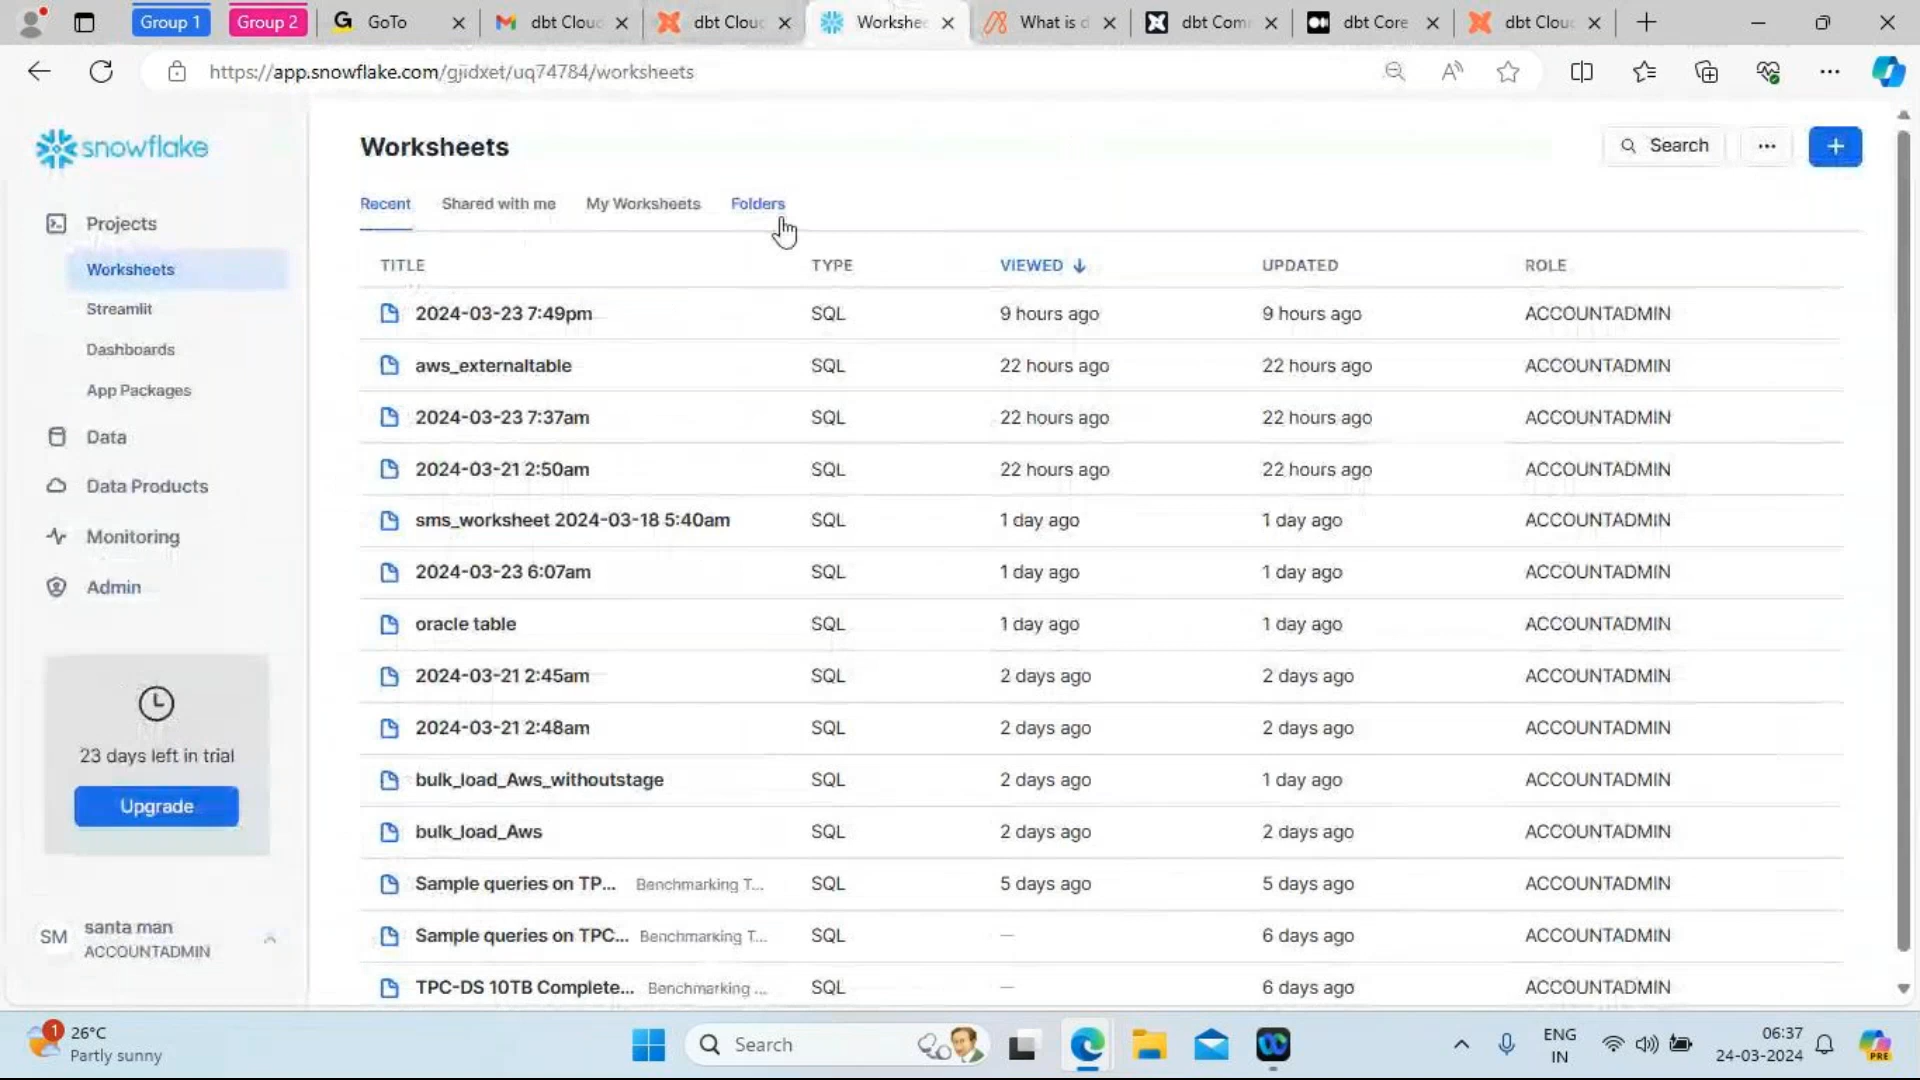 Group 1
Group 2
GoTo
dbt Clou
dbt Clou
Workshee
What is d
dbt Com
dbt Core
dbt Clou
https://app.snowflake.com/gjidxet/uq74784/worksheets
snowflake
Worksheets
Search
Projects
Recent
Shared with me
My Worksheets
Folders
Worksheets
Streamlit
Dashboards
App Packages
Data
Data Products
Monitoring
Admin
23 days left in trial
Upgrade
SM
santa man
ACCOUNTADMIN
TITLE TYPE VIEWED UPDATED ROLE
2024-03-23 7:49pm SQL 9 hours ago 9 hours ago ACCOUNTADMIN
aws_externaltable SQL 22 hours ago 22 hours ago ACCOUNTADMIN
2024-03-23 7:37am SQL 22 hours ago 22 hours ago ACCOUNTADMIN
2024-03-21 2:50am SQL 22 hours ago 22 hours ago ACCOUNTADMIN
sms_worksheet 2024-03-18 5:40am SQL 1 day ago 1 day ago ACCOUNTADMIN
2024-03-23 6:07am SQL 1 day ago 1 day ago ACCOUNTADMIN
oracle table SQL 1 day ago 1 day ago ACCOUNTADMIN
2024-03-21 2:45am SQL 2 days ago 2 days ago ACCOUNTADMIN
2024-03-21 2:48am SQL 2 days ago 2 days ago ACCOUNTADMIN
bulk_load_Aws_withoutstage SQL 2 days ago 1 day ago ACCOUNTADMIN
bulk_load_Aws SQL 2 days ago 2 days ago ACCOUNTADMIN
Sample queries on TP... Benchmarking T... SQL 5 days ago 5 days ago ACCOUNTADMIN
Sample queries on TPC... Benchmarking T... SQL — 6 days ago ACCOUNTADMIN
TPC-DS 10TB Complete... Benchmarking ... SQL — 6 days ago ACCOUNTADMIN
1
26°C
Partly sunny
Search
ENG
IN
06:37
24-03-2024
PRE